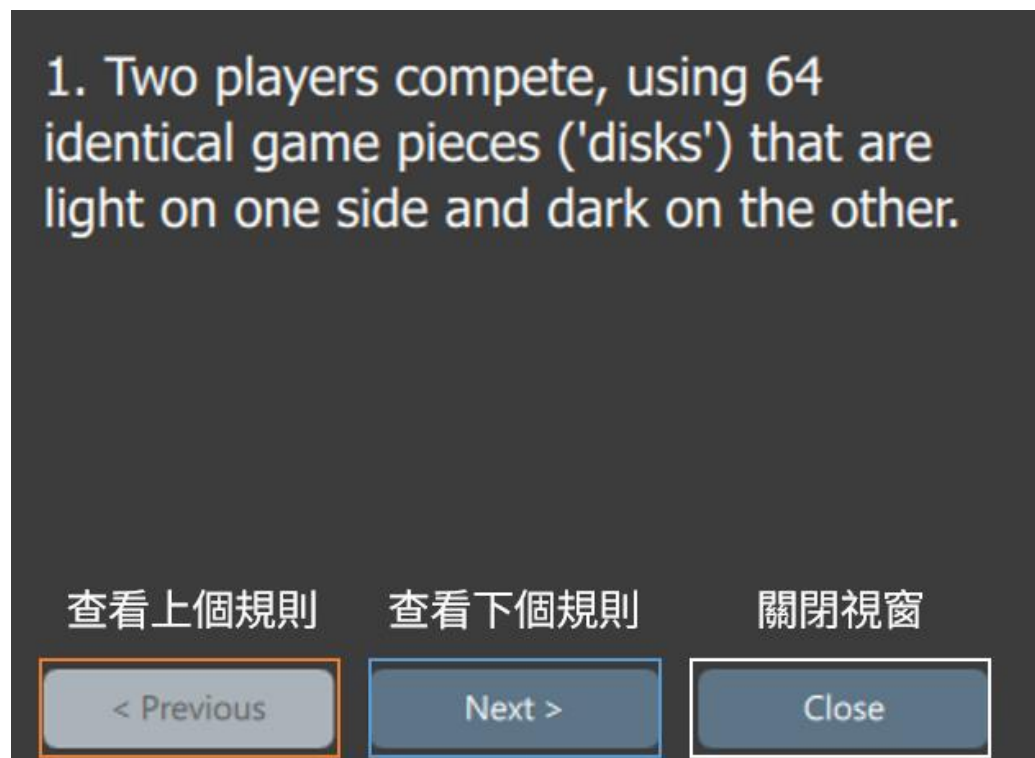 1. Two players compete, using 64
identical game pieces ('disks') that are
light on one side and dark on the other.
查看上個規則 查看下個規則 關閉視窗
< Previous Next > Close